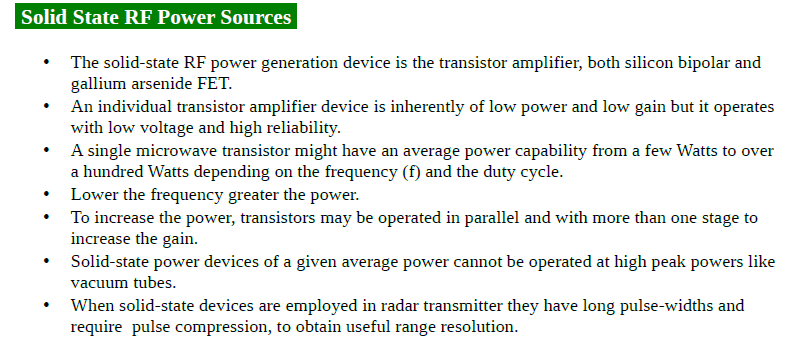 Solid State RF Power Sources
• The solid-state RF power generation device is the transistor amplifier, both silicon bipolar and
gallium arsenide FET.
• An individual transistor amplifier device is inherently of low power and low gain but it operates
with low voltage and high reliability.
• A single microwave transistor might have an average power capability from a few Watts to over
a hundred Watts depending on the frequency (f) and the duty cycle.
• Lower the frequency greater the power.
• To increase the power, transistors may be operated in parallel and with more than one stage to
increase the gain.
• Solid-state power devices of a given average power cannot be operated at high peak powers like
vacuum tubes.
• When solid-state devices are employed in radar transmitter they have long pulse-widths and
require  pulse compression, to obtain useful range resolution.